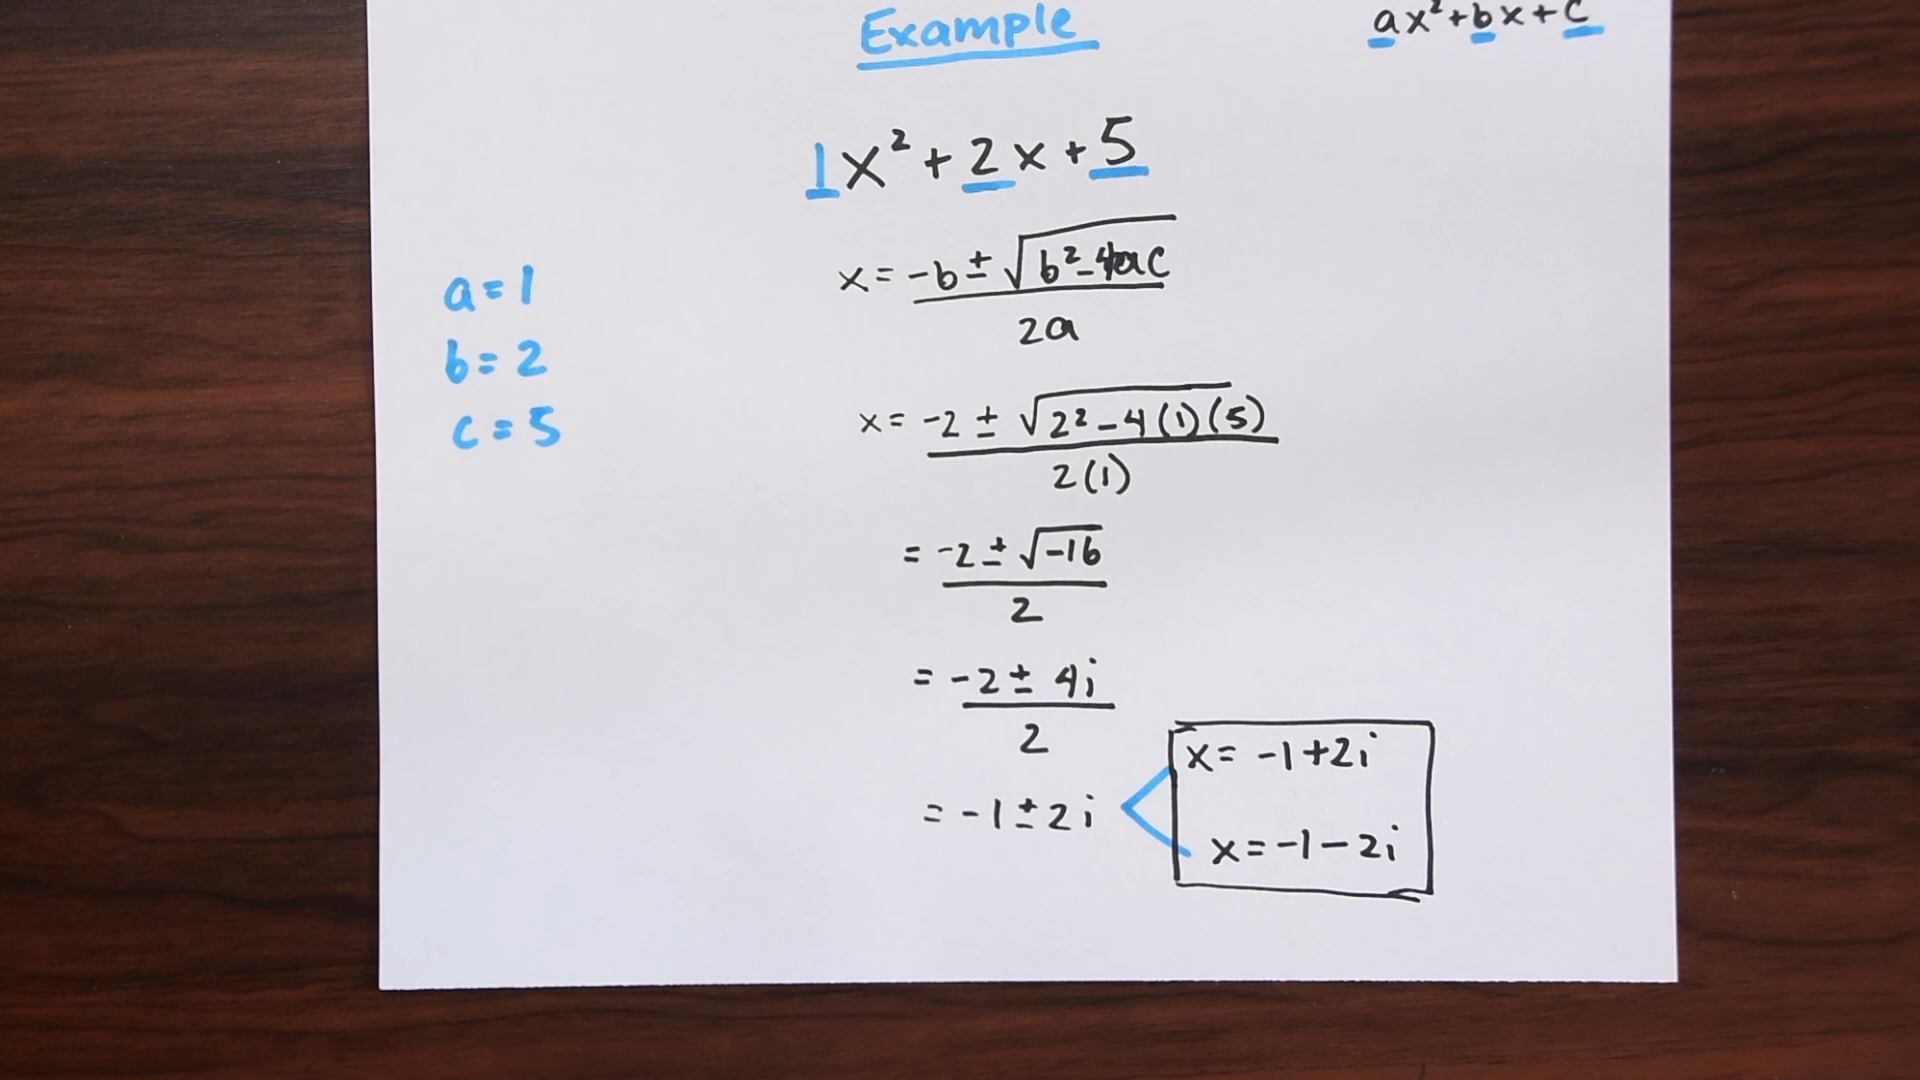 Example
ax²+bx+c
1x²+2x+5
a=1
b=2
c=5
x=-b±√b²-4ac
2a
x=-2±√2²-4(1)(5)
2(1)
=-2±√-16
2
=-2±4i
2
x=-1+2i
=-1±2i
x=-1-2i